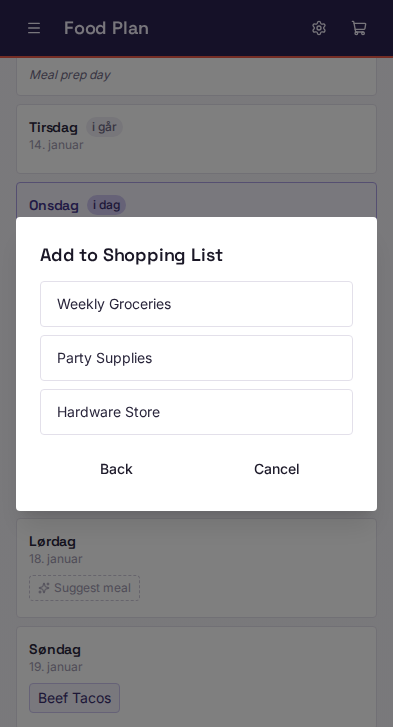 Food Plan
Meal prep day
Tirsdag i går
14. januar
Onsdag i dag
Add to Shopping List
Weekly Groceries
Party Supplies
Hardware Store
Back Cancel
Lørdag
18. januar
Suggest meal
Søndag
19. januar
Beef Tacos